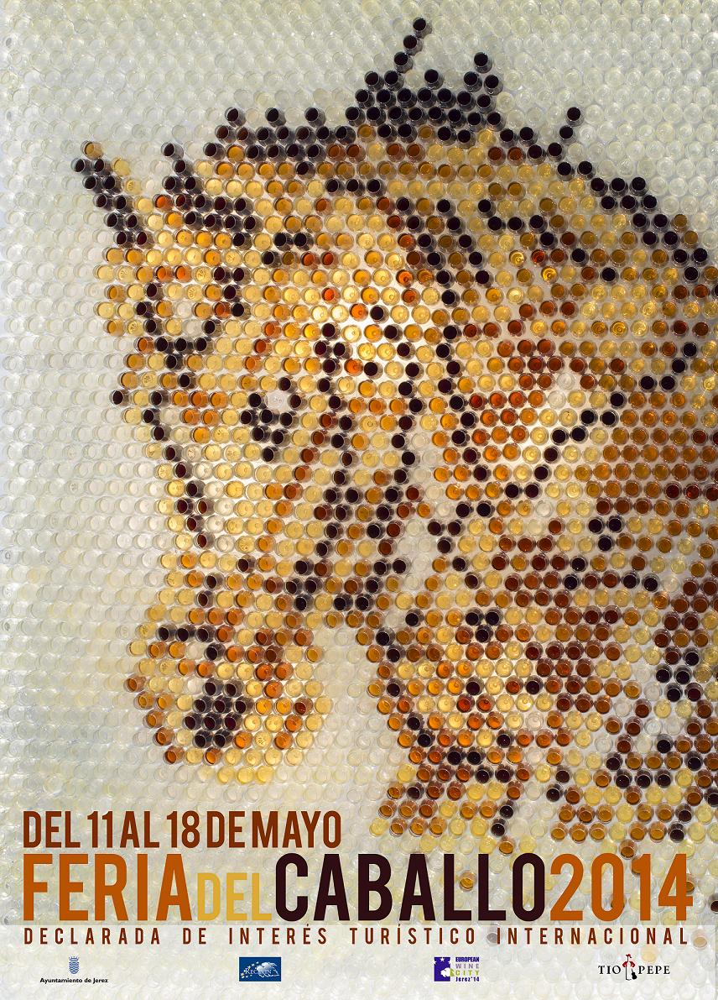 DEL 11 AL 18 DE MAYO
FERIA DEL CABALLO 2014
DECLARADA DE INTERÉS TURÍSTICO INTERNACIONAL
Ayuntamiento de Jerez
RECEVIN
EUROPEAN
WINE
CITY
Jerez'14
TIO PEPE